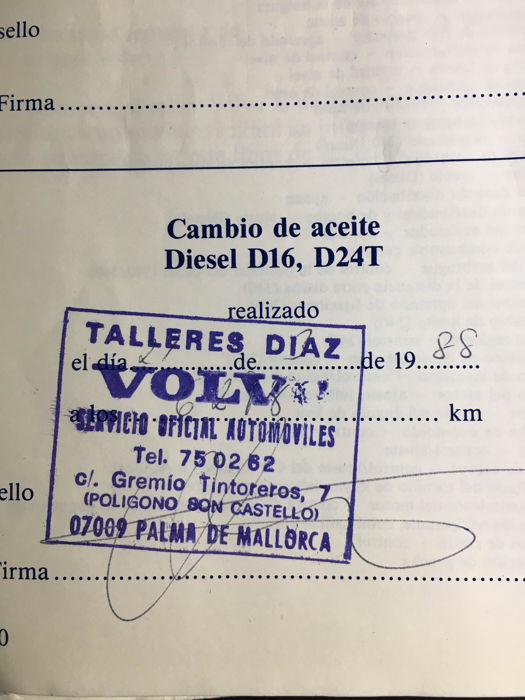 sello
Firma
Cambio de aceite
Diesel D16, D24T
realizado
TALLERES DIAZ
el día de de 19 88
VOLVO
a los km
SERVICIO OFICIAL AUTOMOVILES
Tel. 75 02 62
c/. Gremio Tintoreros, 7
(POLIGONO SON CASTELLO)
ello
07009 PALMA DE MALLORCA
irma
0